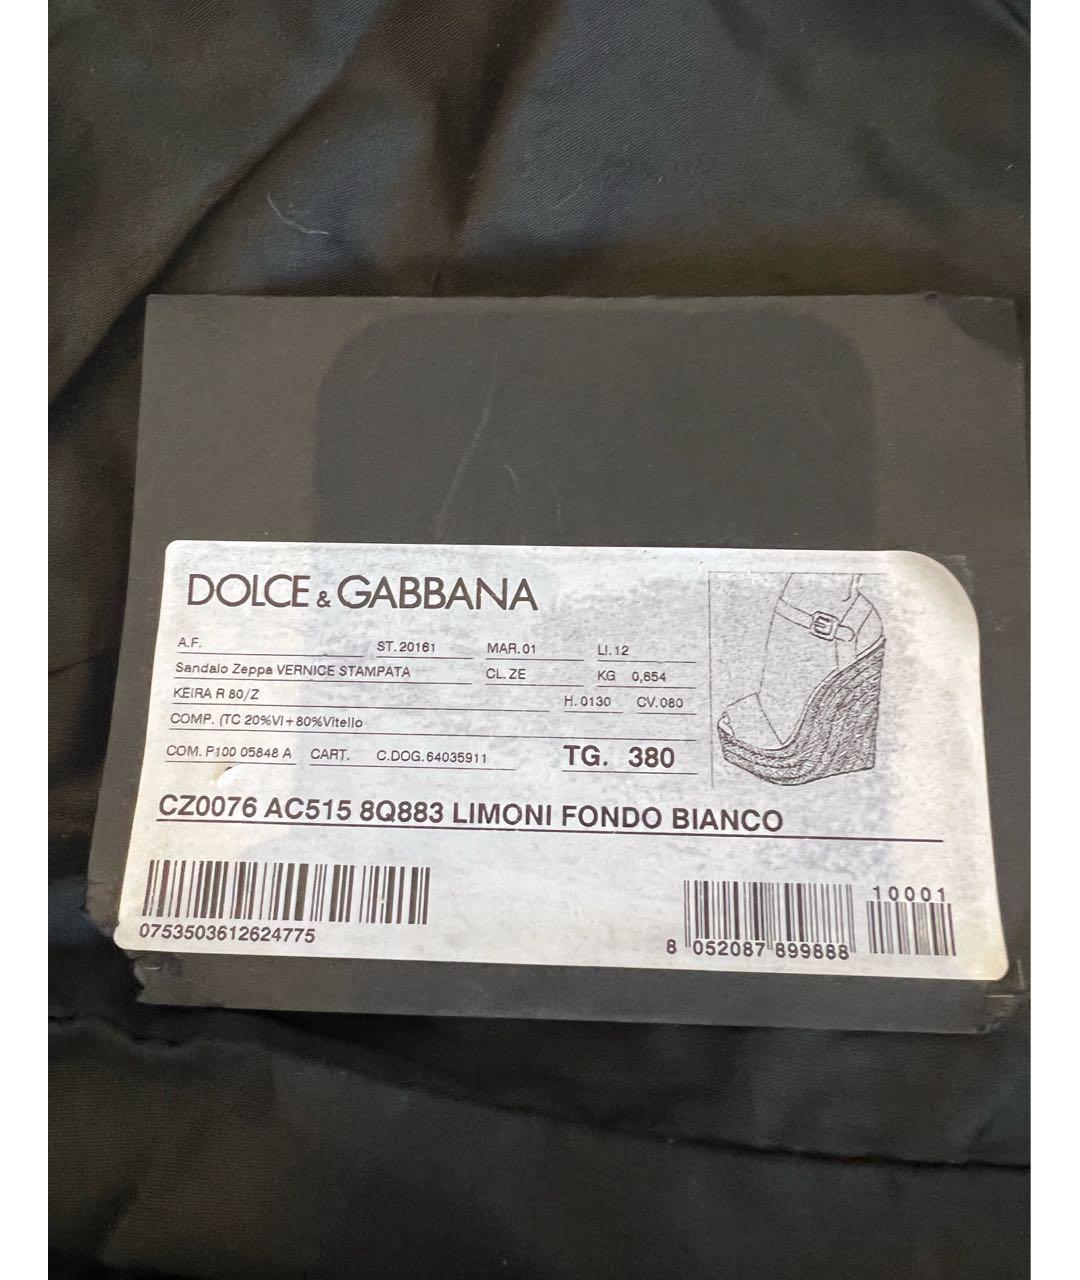 DOLCE & GABBANA
A.F. ST. 20161 MAR. 01 LI. 12
Sandalo Zeppa VERNICE STAMPATA CL. ZE KG 0,654
KEIRA R 80/Z H. 0130 CV. 080
COMP. (TC 20%Vi+80%Vitello
COM. P100 05848 A CART. C.DOG. 64035911 TG. 380
CZ0076 AC515 8Q883 LIMONI FONDO BIANCO
0753503612624775
8 052087 899888
10001